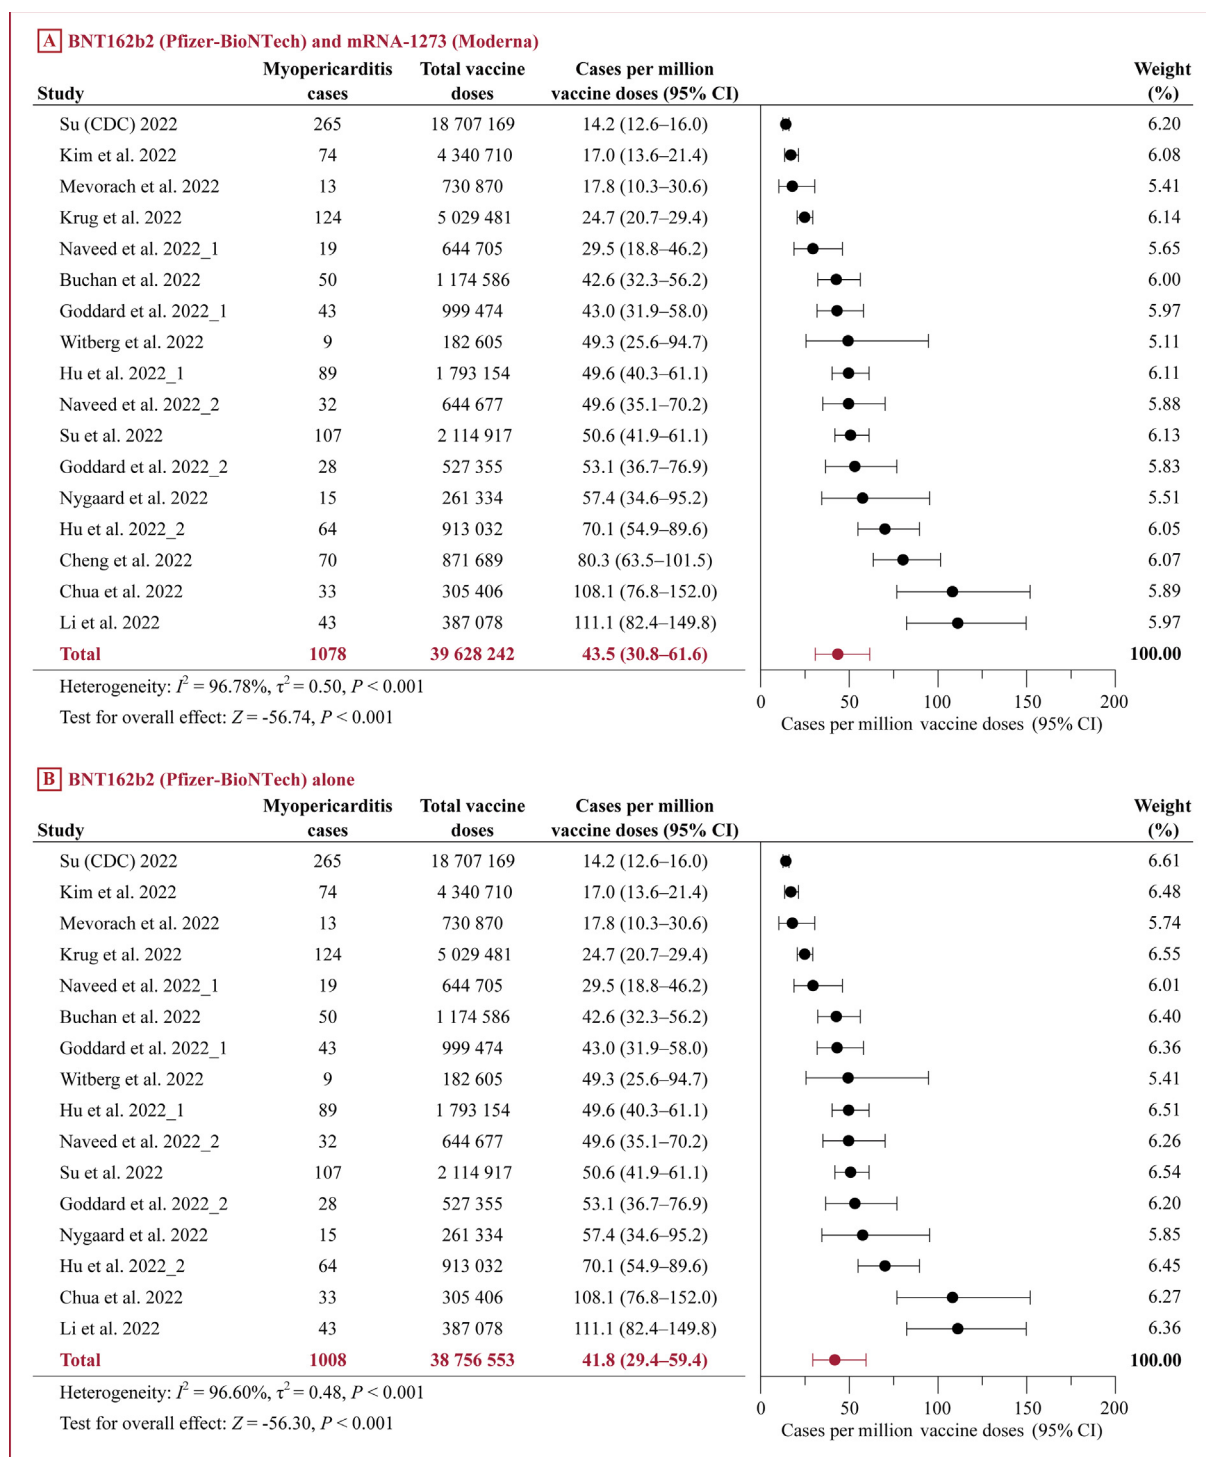 A BNT162b2 (Pfizer-BioNTech) and mRNA-1273 (Moderna)
Myopericarditis Total vaccine Cases per million Weight
Study cases doses vaccine doses (95% CI) (%)
Su (CDC) 2022 265 18 707 169 14.2 (12.6–16.0) 6.20
Kim et al. 2022 74 4 340 710 17.0 (13.6–21.4) 6.08
Mevorach et al. 2022 13 730 870 17.8 (10.3–30.6) 5.41
Krug et al. 2022 124 5 029 481 24.7 (20.7–29.4) 6.14
Naveed et al. 2022_1 19 644 705 29.5 (18.8–46.2) 5.65
Buchan et al. 2022 50 1 174 586 42.6 (32.3–56.2) 6.00
Goddard et al. 2022_1 43 999 474 43.0 (31.9–58.0) 5.97
Witberg et al. 2022 9 182 605 49.3 (25.6–94.7) 5.11
Hu et al. 2022_1 89 1 793 154 49.6 (40.3–61.1) 6.11
Naveed et al. 2022_2 32 644 677 49.6 (35.1–70.2) 5.88
Su et al. 2022 107 2 114 917 50.6 (41.9–61.1) 6.13
Goddard et al. 2022_2 28 527 355 53.1 (36.7–76.9) 5.83
Nygaard et al. 2022 15 261 334 57.4 (34.6–95.2) 5.51
Hu et al. 2022_2 64 913 032 70.1 (54.9–89.6) 6.05
Cheng et al. 2022 70 871 689 80.3 (63.5–101.5) 6.07
Chua et al. 2022 33 305 406 108.1 (76.8–152.0) 5.89
Li et al. 2022 43 387 078 111.1 (82.4–149.8) 5.97
Total 1078 39 628 242 43.5 (30.8–61.6) 100.00
Heterogeneity: I² = 96.78%, τ² = 0.50, P < 0.001
0 50 100 150 200
Test for overall effect: Z = -56.74, P < 0.001
Cases per million vaccine doses (95% CI)
B BNT162b2 (Pfizer-BioNTech) alone
Myopericarditis Total vaccine Cases per million Weight
Study cases doses vaccine doses (95% CI) (%)
Su (CDC) 2022 265 18 707 169 14.2 (12.6–16.0) 6.61
Kim et al. 2022 74 4 340 710 17.0 (13.6–21.4) 6.48
Mevorach et al. 2022 13 730 870 17.8 (10.3–30.6) 5.74
Krug et al. 2022 124 5 029 481 24.7 (20.7–29.4) 6.55
Naveed et al. 2022_1 19 644 705 29.5 (18.8–46.2) 6.01
Buchan et al. 2022 50 1 174 586 42.6 (32.3–56.2) 6.40
Goddard et al. 2022_1 43 999 474 43.0 (31.9–58.0) 6.36
Witberg et al. 2022 9 182 605 49.3 (25.6–94.7) 5.41
Hu et al. 2022_1 89 1 793 154 49.6 (40.3–61.1) 6.51
Naveed et al. 2022_2 32 644 677 49.6 (35.1–70.2) 6.26
Su et al. 2022 107 2 114 917 50.6 (41.9–61.1) 6.54
Goddard et al. 2022_2 28 527 355 53.1 (36.7–76.9) 6.20
Nygaard et al. 2022 15 261 334 57.4 (34.6–95.2) 5.85
Hu et al. 2022_2 64 913 032 70.1 (54.9–89.6) 6.45
Chua et al. 2022 33 305 406 108.1 (76.8–152.0) 6.27
Li et al. 2022 43 387 078 111.1 (82.4–149.8) 6.36
Total 1008 38 756 553 41.8 (29.4–59.4) 100.00
Heterogeneity: I² = 96.60%, τ² = 0.48, P < 0.001
0 50 100 150 200
Test for overall effect: Z = -56.30, P < 0.001
Cases per million vaccine doses (95% CI)